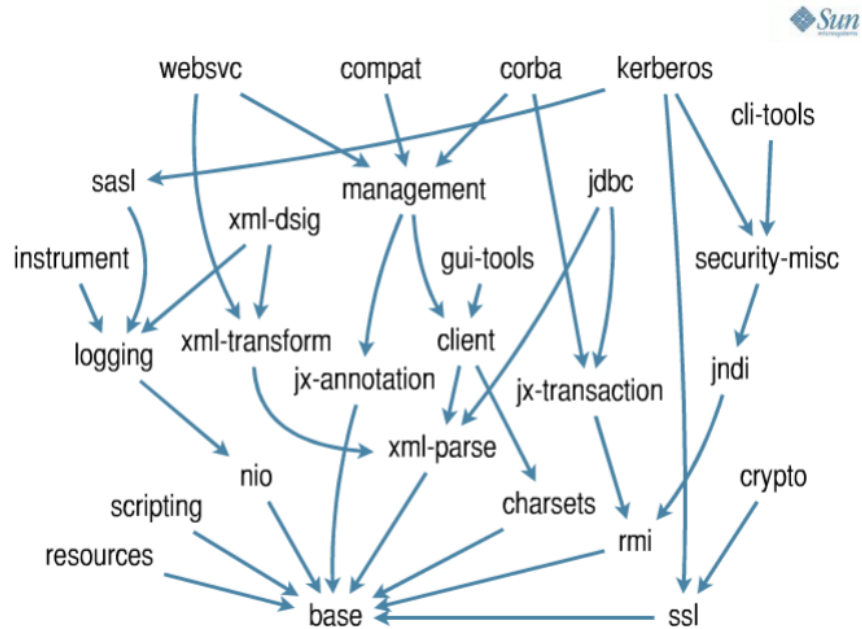 Sun
microsystems
websvc
compat
corba
kerberos
cli-tools
sasl
management
jdbc
xml-dsig
instrument
gui-tools
security-misc
logging
xml-transform
client
jx-annotation
jx-transaction
jndi
xml-parse
nio
charsets
crypto
scripting
rmi
resources
base
ssl